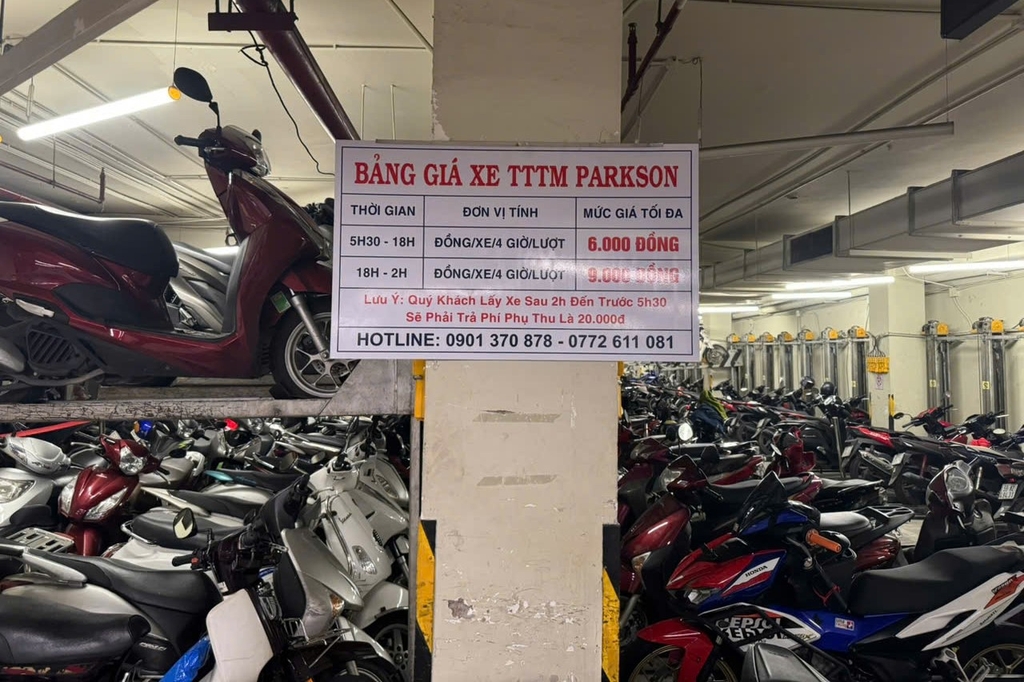 BẢNG GIÁ XE TTTM PARKSON
THỜI GIAN ĐƠN VỊ TÍNH MỨC GIÁ TỐI ĐA
5H30 - 18H ĐỒNG/XE/4 GIỜ/LƯỢT 6.000 ĐỒNG
18H - 2H ĐỒNG/XE/4 GIỜ/LƯỢT 9.000 ĐỒNG
Lưu Ý: Quý Khách Lấy Xe Sau 2h Đến Trước 5h30
Sẽ Phải Trả Phí Phụ Thu Là 20.000đ
HOTLINE: 0901 370 878 - 0772 611 081
HONDA
REPSOL